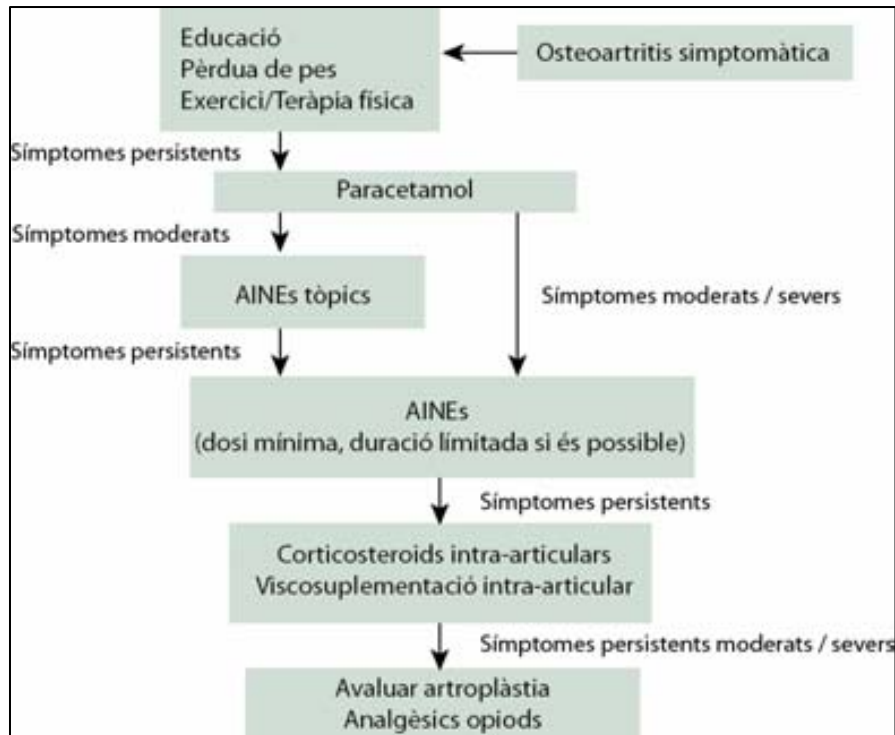 Educació
Pèrdua de pes
Exercici/Teràpia física
Osteoartritis simptomàtica
Símptomes persistents
Paracetamol
Símptomes moderats
AINEs tòpics
Símptomes moderats / severs
Símptomes persistents
AINEs
(dosi mínima, duració límitada si és possible)
Símptomes persistents
Corticosteroids intra-articulars
Viscosuplementació intra-articular
Símptomes persistents moderats / severs
Avaluar artroplàstia
Analgèsics opiods